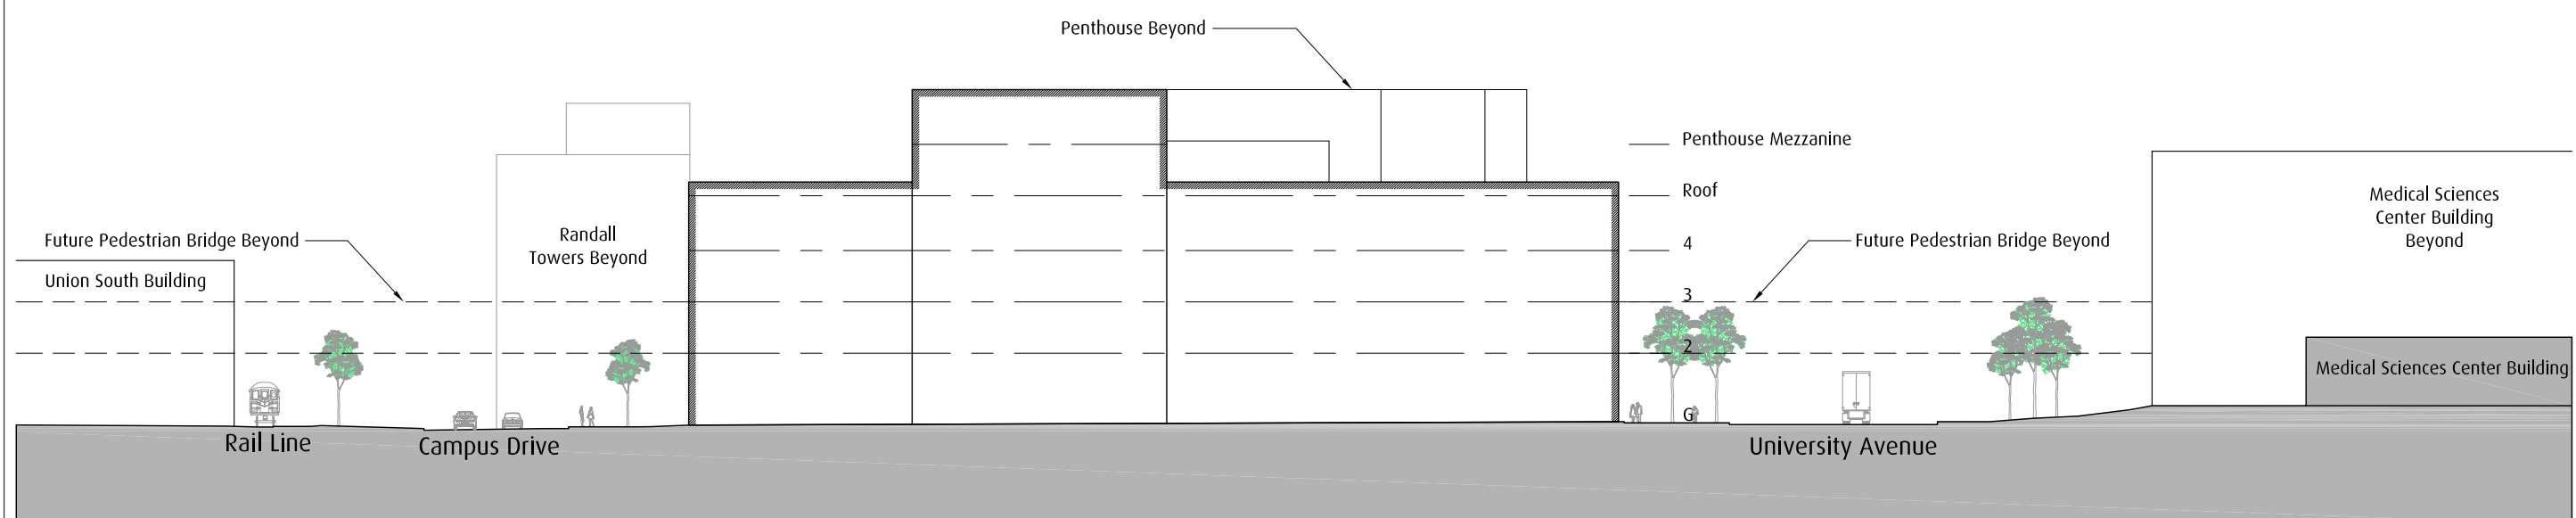 Penthouse Beyond
Penthouse Mezzanine
Roof
Medical Sciences
Center Building
Beyond
Randall
Towers Beyond
Future Pedestrian Bridge Beyond
4
Future Pedestrian Bridge Beyond
Union South Building
3
2
Medical Sciences Center Building
G
Rail Line
Campus Drive
University Avenue